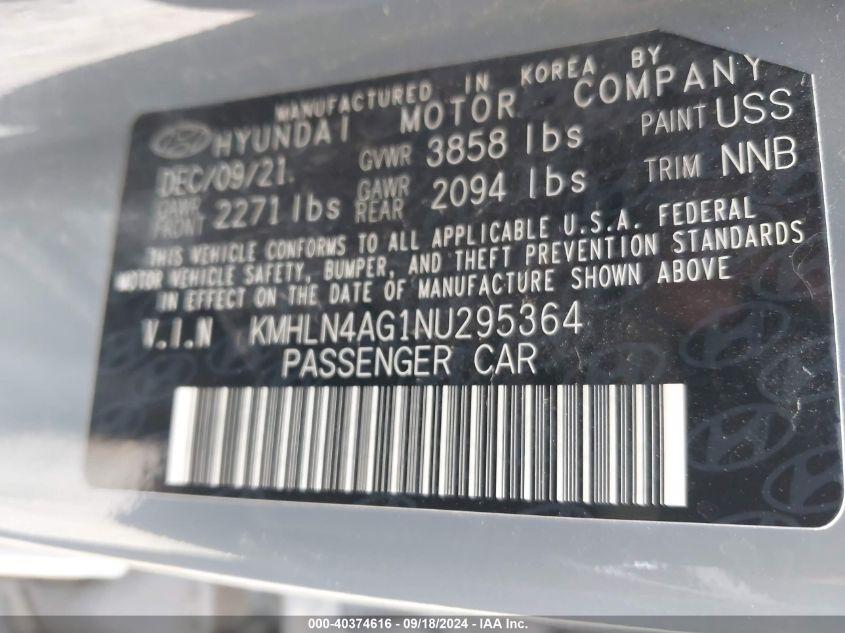 MANUFACTURED IN KOREA BY
HYUNDAI MOTOR COMPANY
DEC/09/21. GVWR 3858 lbs PAINT USS
GAWR FRONT 2271 lbs GAWR REAR 2094 lbs TRIM NNB
THIS VEHICLE CONFORMS TO ALL APPLICABLE U.S.A. FEDERAL
MOTOR VEHICLE SAFETY, BUMPER, AND THEFT PREVENTION STANDARDS
IN EFFECT ON THE DATE OF MANUFACTURE SHOWN ABOVE
V.I.N KMHLN4AG1NU295364
PASSENGER CAR
000-40374616 - 09/18/2024 - IAA Inc.